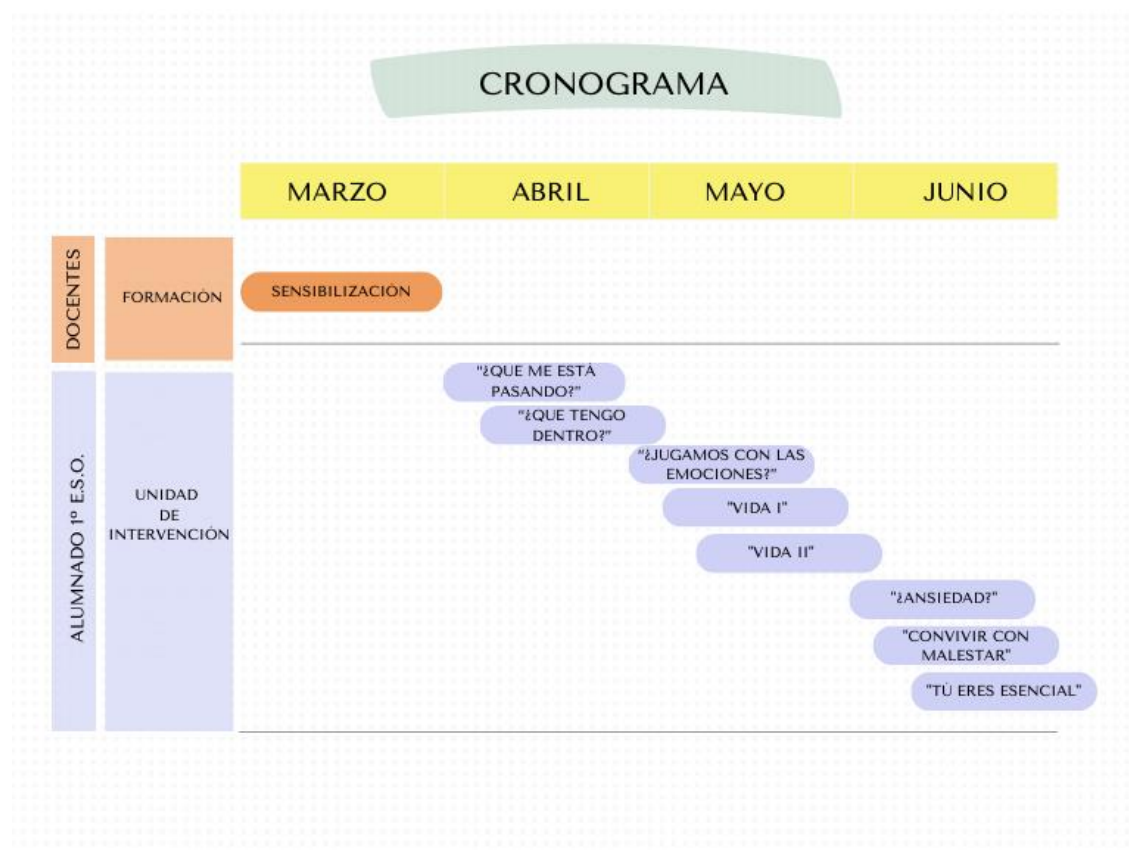 CRONOGRAMA
MARZO
ABRIL
MAYO
JUNIO
DOCENTES
FORMACIÓN
SENSIBILIZACIÓN
ALUMNADO 1º E.S.O.
UNIDAD
DE
INTERVENCIÓN
"¿QUE ME ESTÁ
PASANDO?"
"¿QUE TENGO
DENTRO?"
"¿JUGAMOS CON LAS
EMOCIONES?"
"VIDA I"
"VIDA II"
"¿ANSIEDAD?"
"CONVIVIR CON
MALESTAR"
"TÚ ERES ESENCIAL"